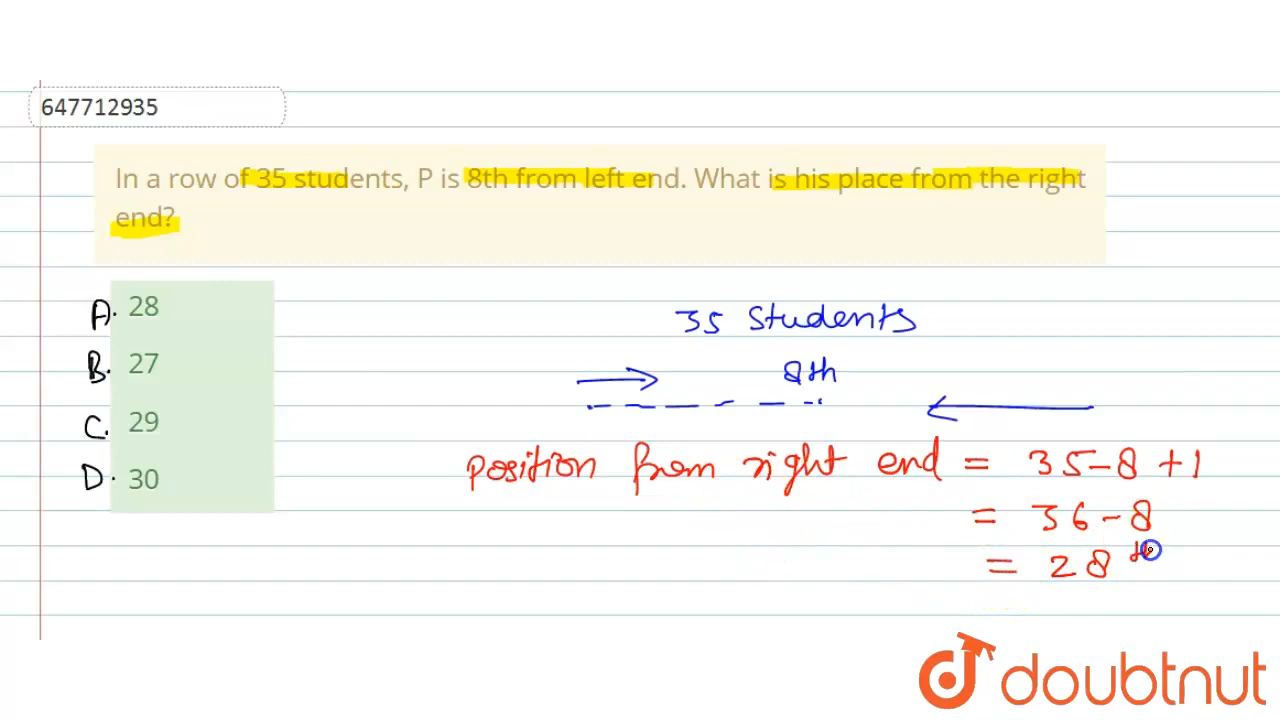 647712935
In a row of 35 students, P is 8th from left end. What is his place from the right
end?
A. 28
B. 27
C. 29
D. 30
35 Students
8th
Position from right end = 35-8+1
= 36-8
= 28th
doubtnut